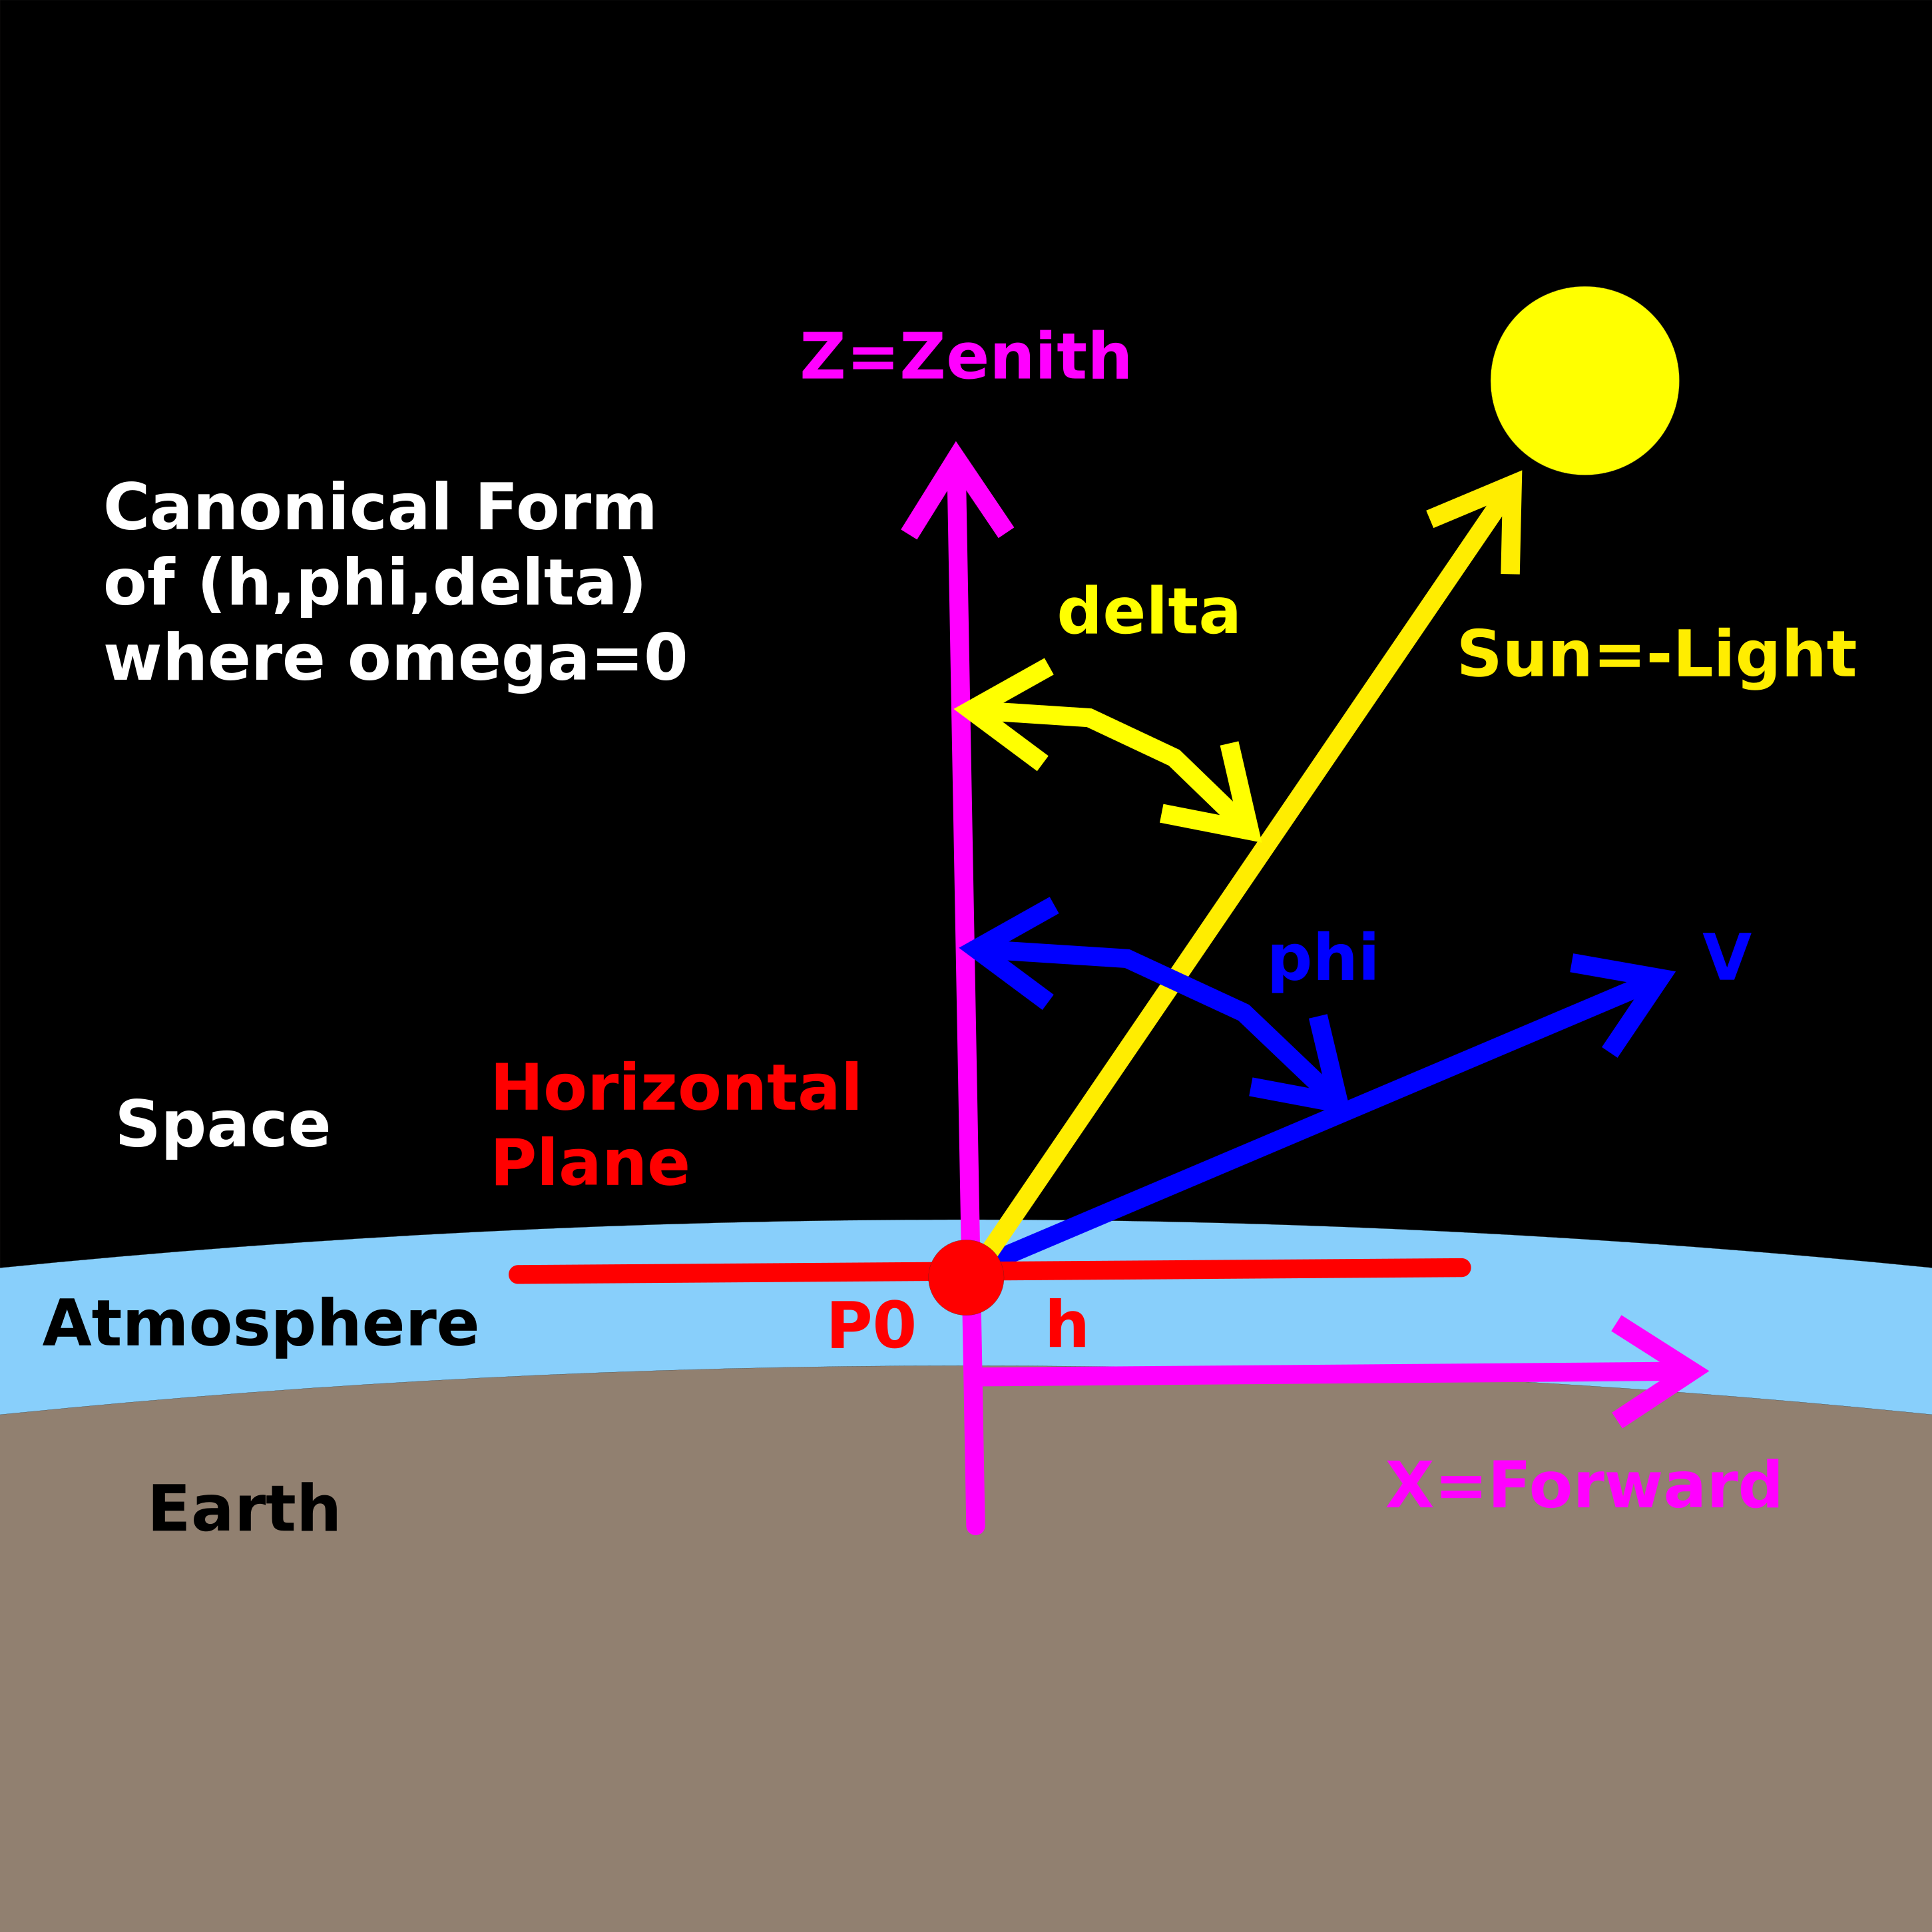 Z=Zenith
Canonical Form
of (h,phi,delta)
where omega=0
delta
Sun=-Light
phi
V
Horizontal
Plane
Space
Atmosphere
P0
h
X=Forward
Earth